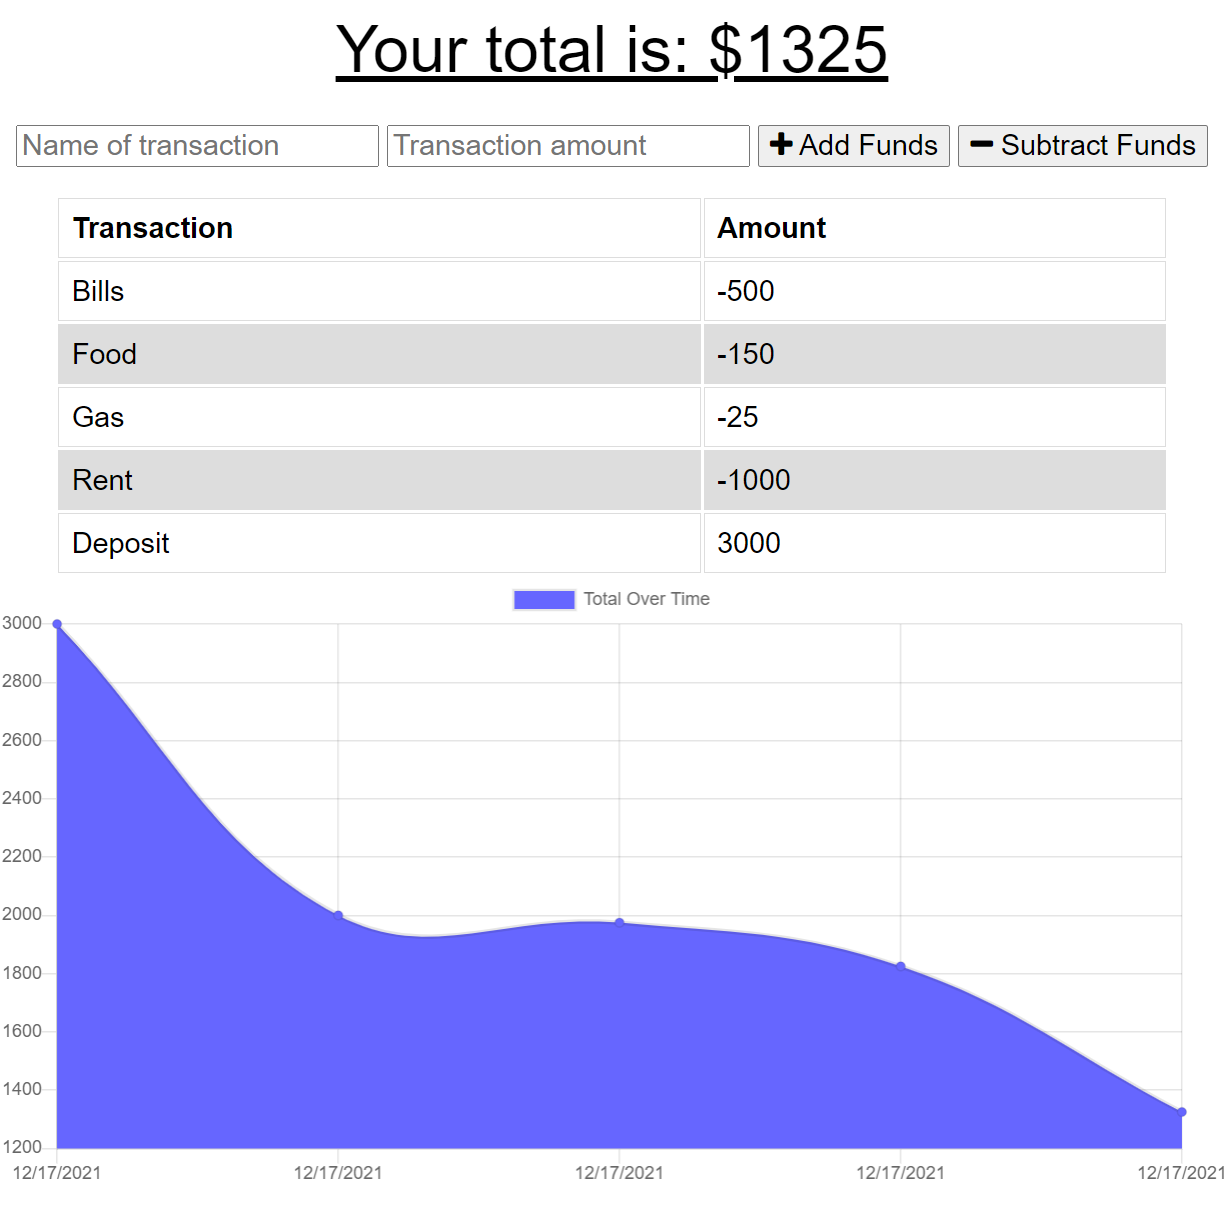 Your total is: $1325
Name of transaction Transaction amount Add Funds Subtract Funds
Transaction Amount
Bills -500
Food -150
Gas -25
Rent -1000
Deposit 3000
Total Over Time
3000
2800
2600
2400
2200
2000
1800
1600
1400
1200
12/17/2021 12/17/2021 12/17/2021 12/17/2021 12/17/2021